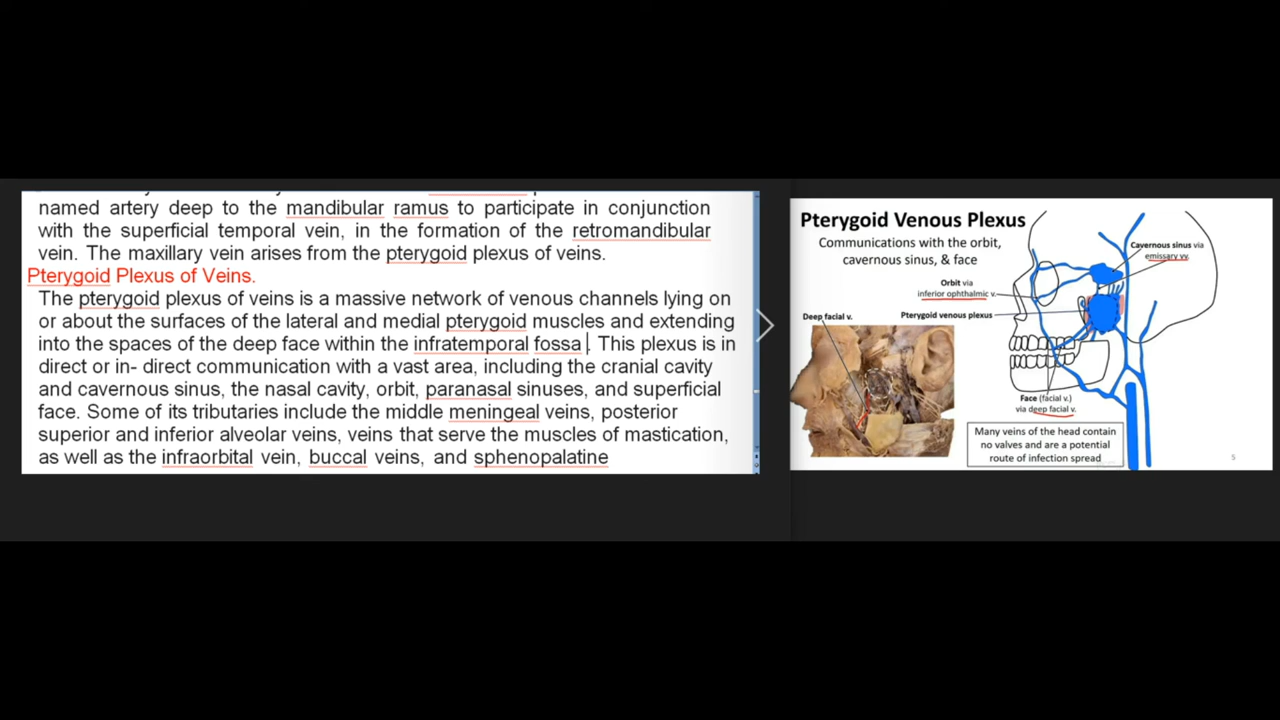 named artery deep to the mandibular ramus to participate in conjunction
with the superficial temporal vein, in the formation of the retromandibular
vein. The maxillary vein arises from the pterygoid plexus of veins.
Pterygoid Plexus of Veins.
The pterygoid plexus of veins is a massive network of venous channels lying on
or about the surfaces of the lateral and medial pterygoid muscles and extending
into the spaces of the deep face within the infratemporal fossa . This plexus is in
direct or in- direct communication with a vast area, including the cranial cavity
and cavernous sinus, the nasal cavity, orbit, paranasal sinuses, and superficial
face. Some of its tributaries include the middle meningeal veins, posterior
superior and inferior alveolar veins, veins that serve the muscles of mastication,
as well as the infraorbital vein, buccal veins, and sphenopalatine
Pterygoid Venous Plexus
Communications with the orbit,
cavernous sinus, & face
Cavernous sinus via
emissary vv.
Orbit via
inferior ophthalmic v.
Pterygoid venous plexus
Deep facial v.
Face (facial v.)
via deep facial v.
Many veins of the head contain
no valves and are a potential
route of infection spread
5